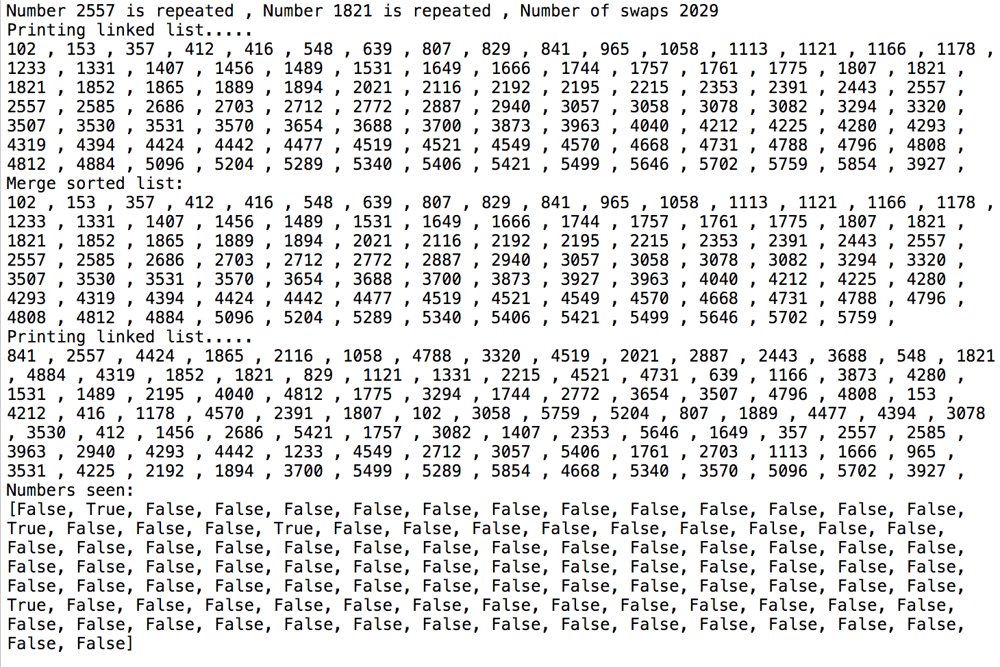 Number 2557 is repeated , Number 1821 is repeated , Number of swaps 2029
Printing linked list.....
102 , 153 , 357 , 412 , 416 , 548 , 639 , 807 , 829 , 841 , 965 , 1058 , 1113 , 1121 , 1166 , 1178 ,
1233 , 1331 , 1407 , 1456 , 1489 , 1531 , 1649 , 1666 , 1744 , 1757 , 1761 , 1775 , 1807 , 1821 ,
1821 , 1852 , 1865 , 1889 , 1894 , 2021 , 2116 , 2192 , 2195 , 2215 , 2353 , 2391 , 2443 , 2557 ,
2557 , 2585 , 2686 , 2703 , 2712 , 2772 , 2887 , 2940 , 3057 , 3058 , 3078 , 3082 , 3294 , 3320 ,
3507 , 3530 , 3531 , 3570 , 3654 , 3688 , 3700 , 3873 , 3963 , 4040 , 4212 , 4225 , 4280 , 4293 ,
4319 , 4394 , 4424 , 4442 , 4477 , 4519 , 4521 , 4549 , 4570 , 4668 , 4731 , 4788 , 4796 , 4808 ,
4812 , 4884 , 5096 , 5204 , 5289 , 5340 , 5406 , 5421 , 5499 , 5646 , 5702 , 5759 , 5854 , 3927 ,
Merge sorted list:
102 , 153 , 357 , 412 , 416 , 548 , 639 , 807 , 829 , 841 , 965 , 1058 , 1113 , 1121 , 1166 , 1178 ,
1233 , 1331 , 1407 , 1456 , 1489 , 1531 , 1649 , 1666 , 1744 , 1757 , 1761 , 1775 , 1807 , 1821 ,
1821 , 1852 , 1865 , 1889 , 1894 , 2021 , 2116 , 2192 , 2195 , 2215 , 2353 , 2391 , 2443 , 2557 ,
2557 , 2585 , 2686 , 2703 , 2712 , 2772 , 2887 , 2940 , 3057 , 3058 , 3078 , 3082 , 3294 , 3320 ,
3507 , 3530 , 3531 , 3570 , 3654 , 3688 , 3700 , 3873 , 3927 , 3963 , 4040 , 4212 , 4225 , 4280 ,
4293 , 4319 , 4394 , 4424 , 4442 , 4477 , 4519 , 4521 , 4549 , 4570 , 4668 , 4731 , 4788 , 4796 ,
4808 , 4812 , 4884 , 5096 , 5204 , 5289 , 5340 , 5406 , 5421 , 5499 , 5646 , 5702 , 5759 ,
Printing linked list.....
841 , 2557 , 4424 , 1865 , 2116 , 1058 , 4788 , 3320 , 4519 , 2021 , 2887 , 2443 , 3688 , 548 , 1821
, 4884 , 4319 , 1852 , 1821 , 829 , 1121 , 1331 , 2215 , 4521 , 4731 , 639 , 1166 , 3873 , 4280 ,
1531 , 1489 , 2195 , 4040 , 4812 , 1775 , 3294 , 1744 , 2772 , 3654 , 3507 , 4796 , 4808 , 153 ,
4212 , 416 , 1178 , 4570 , 2391 , 1807 , 102 , 3058 , 5759 , 5204 , 807 , 1889 , 4477 , 4394 , 3078
, 3530 , 412 , 1456 , 2686 , 5421 , 1757 , 3082 , 1407 , 2353 , 5646 , 1649 , 357 , 2557 , 2585 ,
3963 , 2940 , 4293 , 4442 , 1233 , 4549 , 2712 , 3057 , 5406 , 1761 , 2703 , 1113 , 1666 , 965 ,
3531 , 4225 , 2192 , 1894 , 3700 , 5499 , 5289 , 5854 , 4668 , 5340 , 3570 , 5096 , 5702 , 3927 ,
Numbers seen:
[False, True, False, False, False, False, False, False, False, False, False, False, False, False,
True, False, False, False, True, False, False, False, False, False, False, False, False, False,
False, False, False, False, False, False, False, False, False, False, False, False, False, False,
False, False, False, False, False, False, False, False, False, False, False, False, False, False,
False, False, False, False, False, False, False, False, False, False, False, False, False, False,
True, False, False, False, False, False, False, False, False, False, False, False, False, False,
False, False, False, False, False, False, False, False, False, False, False, False, False, False,
False, False]